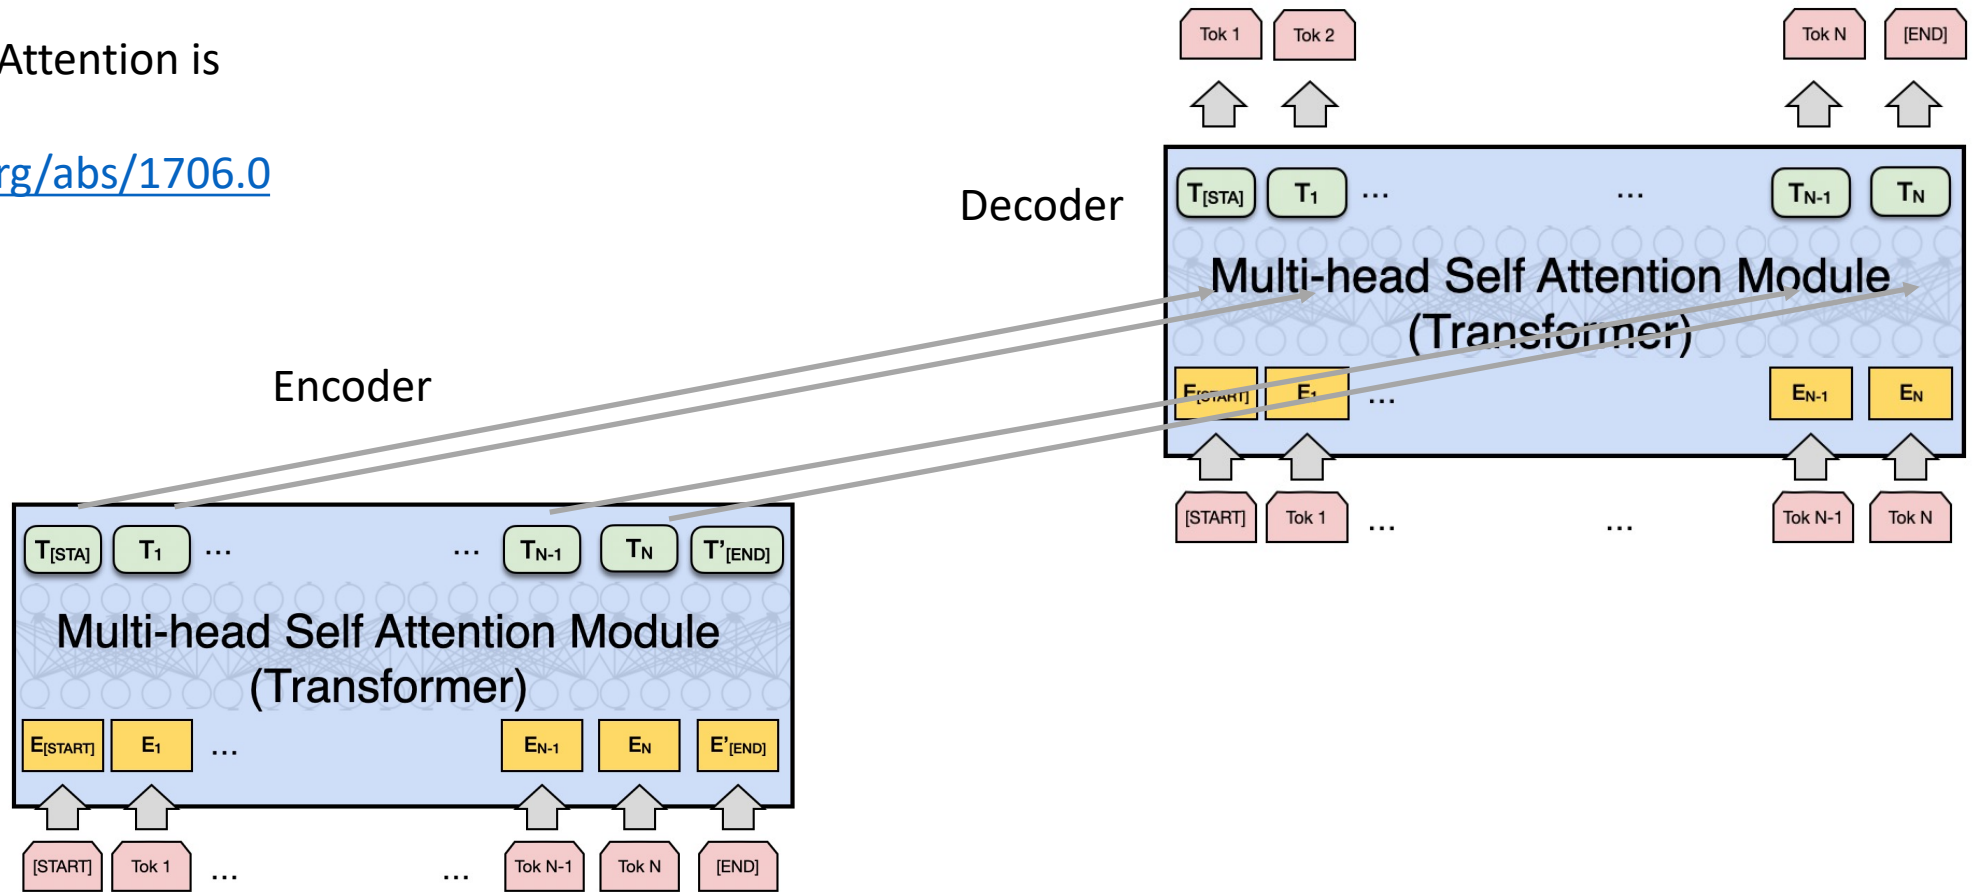 Attention is
rg/abs/1706.0
Tok 1 Tok 2 Tok N [END]
Decoder
T[STA] T1 ... ... TN-1 TN
Multi-head Self Attention Module
(Transformer)
E[START] E1 ... EN-1 EN
[START] Tok 1 ... ... Tok N-1 Tok N
Encoder
T[STA] T1 ... ... TN-1 TN T'[END]
Multi-head Self Attention Module
(Transformer)
E[START] E1 ... EN-1 EN E'[END]
[START] Tok 1 ... ... Tok N-1 Tok N [END]